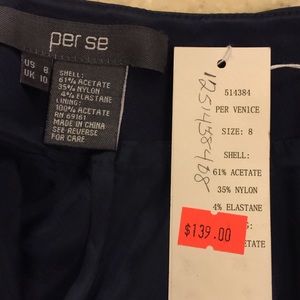 per se
US 8
UK 10
SHELL:
61% ACETATE
35% NYLON
4% ELASTANE
LINING:
100% ACETATE
RN 69161
MADE IN
CHINA
SEE REVERSE
FOR CARE
514384
PER VENICE
SIZE: 8
SHELL:
61% ACETATE
35% NYLON
4% ELASTANE
$139.00